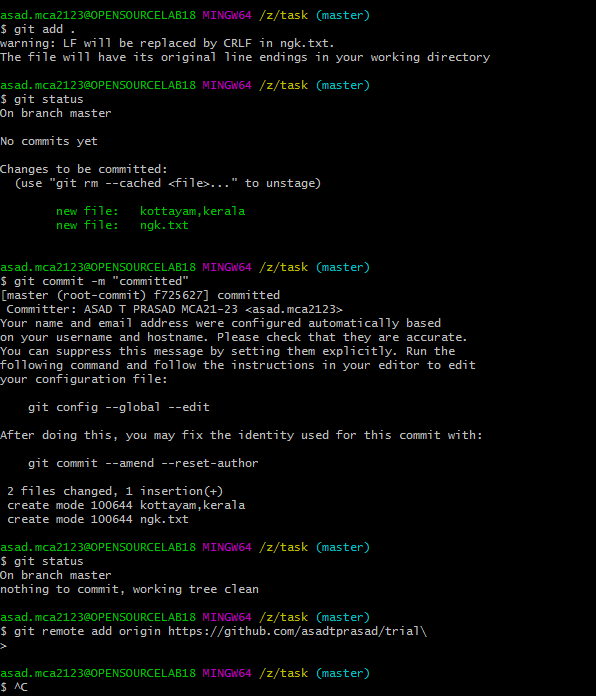 asad.mca2123@OPENSOURCELAB18 MINGW64 /z/task (master)
$ git add .
warning: LF will be replaced by CRLF in ngk.txt.
The file will have its original line endings in your working directory
asad.mca2123@OPENSOURCELAB18 MINGW64 /z/task (master)
$ git status
On branch master
No commits yet
Changes to be committed:
  (use "git rm --cached <file>..." to unstage)
        new file:   kottayam,kerala
        new file:   ngk.txt
asad.mca2123@OPENSOURCELAB18 MINGW64 /z/task (master)
$ git commit -m "committed"
[master (root-commit) f725627] committed
 Committer: ASAD T PRASAD MCA21-23 <asad.mca2123>
Your name and email address were configured automatically based
on your username and hostname. Please check that they are accurate.
You can suppress this message by setting them explicitly. Run the
following command and follow the instructions in your editor to edit
your configuration file:
    git config --global --edit
After doing this, you may fix the identity used for this commit with:
    git commit --amend --reset-author
 2 files changed, 1 insertion(+)
 create mode 100644 kottayam,kerala
 create mode 100644 ngk.txt
asad.mca2123@OPENSOURCELAB18 MINGW64 /z/task (master)
$ git status
On branch master
nothing to commit, working tree clean
asad.mca2123@OPENSOURCELAB18 MINGW64 /z/task (master)
$ git remote add origin https://github.com/asadtprasad/trial\
>
asad.mca2123@OPENSOURCELAB18 MINGW64 /z/task (master)
$ ^C